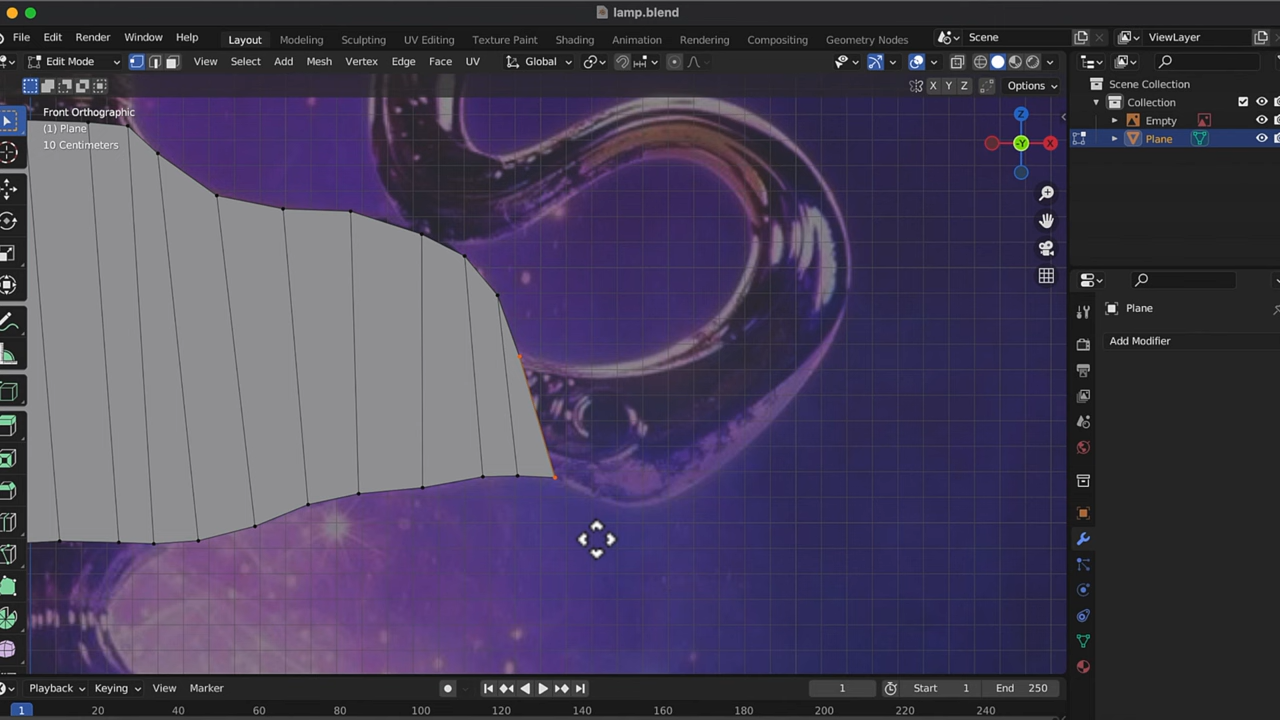 lamp.blend
File Edit Render Window Help Layout Modeling Sculpting UV Editing Texture Paint Shading Animation Rendering Compositing Geometry Nodes Scene ViewLayer
Edit Mode View Select Add Mesh Vertex Edge Face UV Global
X Y Z Options
Scene Collection
Collection
Empty
Plane
Front Orthographic
(1) Plane
10 Centimeters
Z
-Y X
Plane
Add Modifier
Playback Keying View Marker 1 Start 1 End 250
1 20 40 60 80 100 120 140 160 180 200 220 240